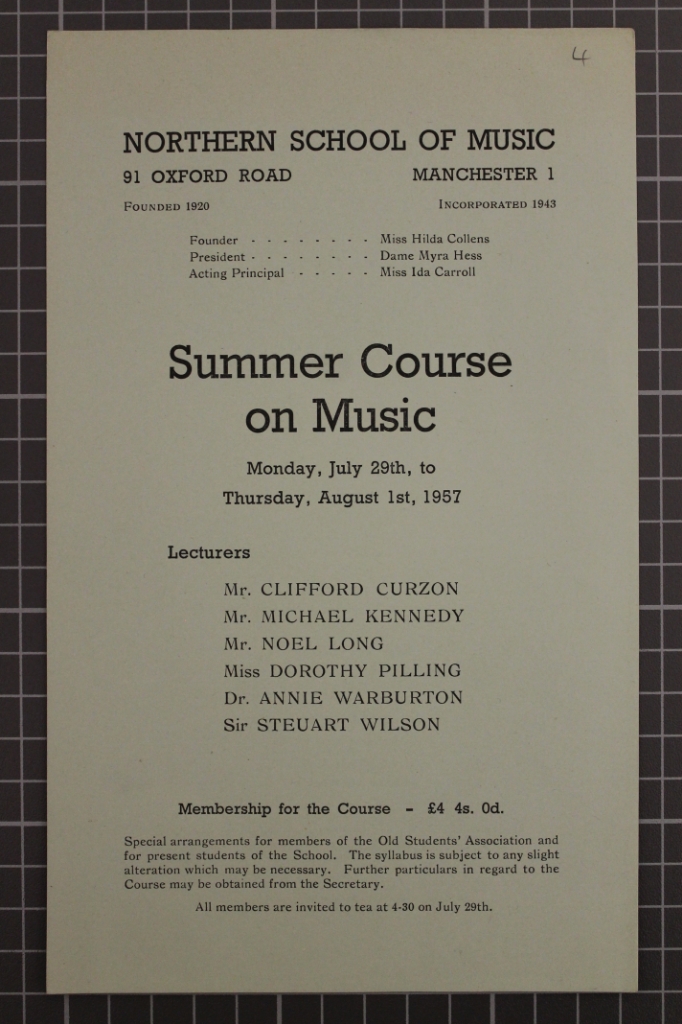 4
NORTHERN SCHOOL OF MUSIC
91 OXFORD ROAD MANCHESTER 1
FOUNDED 1920 INCORPORATED 1943
Founder - - - - - - - - Miss Hilda Collens
President - - - - - - - - Dame Myra Hess
Acting Principal - - - - - Miss Ida Carroll
Summer Course
on Music
Monday, July 29th, to
Thursday, August 1st, 1957
Lecturers
Mr. CLIFFORD CURZON
Mr. MICHAEL KENNEDY
Mr. NOEL LONG
Miss DOROTHY PILLING
Dr. ANNIE WARBURTON
Sir STEUART WILSON
Membership for the Course - £4 4s. 0d.
Special arrangements for members of the Old Students' Association and
for present students of the School. The syllabus is subject to any slight
alteration which may be necessary. Further particulars in regard to the
Course may be obtained from the Secretary.
All members are invited to tea at 4-30 on July 29th.